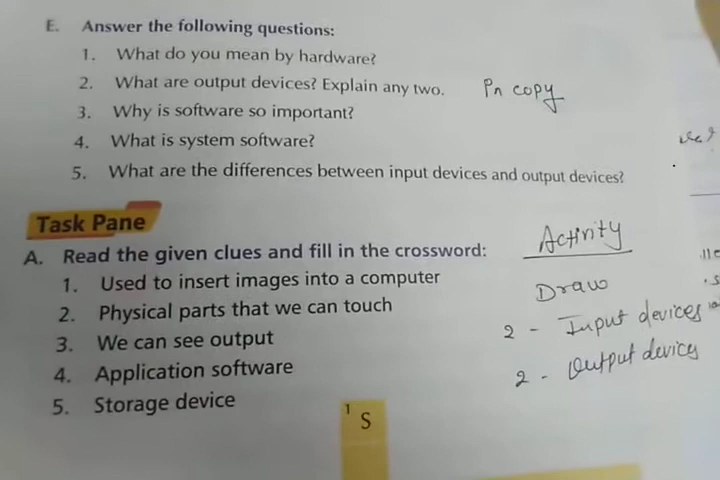 E. Answer the following questions:
1. What do you mean by hardware?
2. What are output devices? Explain any two.
Pn copy
3. Why is software so important?
4. What is system software?
5. What are the differences between input devices and output devices?
Task Pane
A. Read the given clues and fill in the crossword:
1. Used to insert images into a computer
2. Physical parts that we can touch
3. We can see output
4. Application software
5. Storage device
Activity
Draw
2 - Input devices
2 - Output devices
1 S